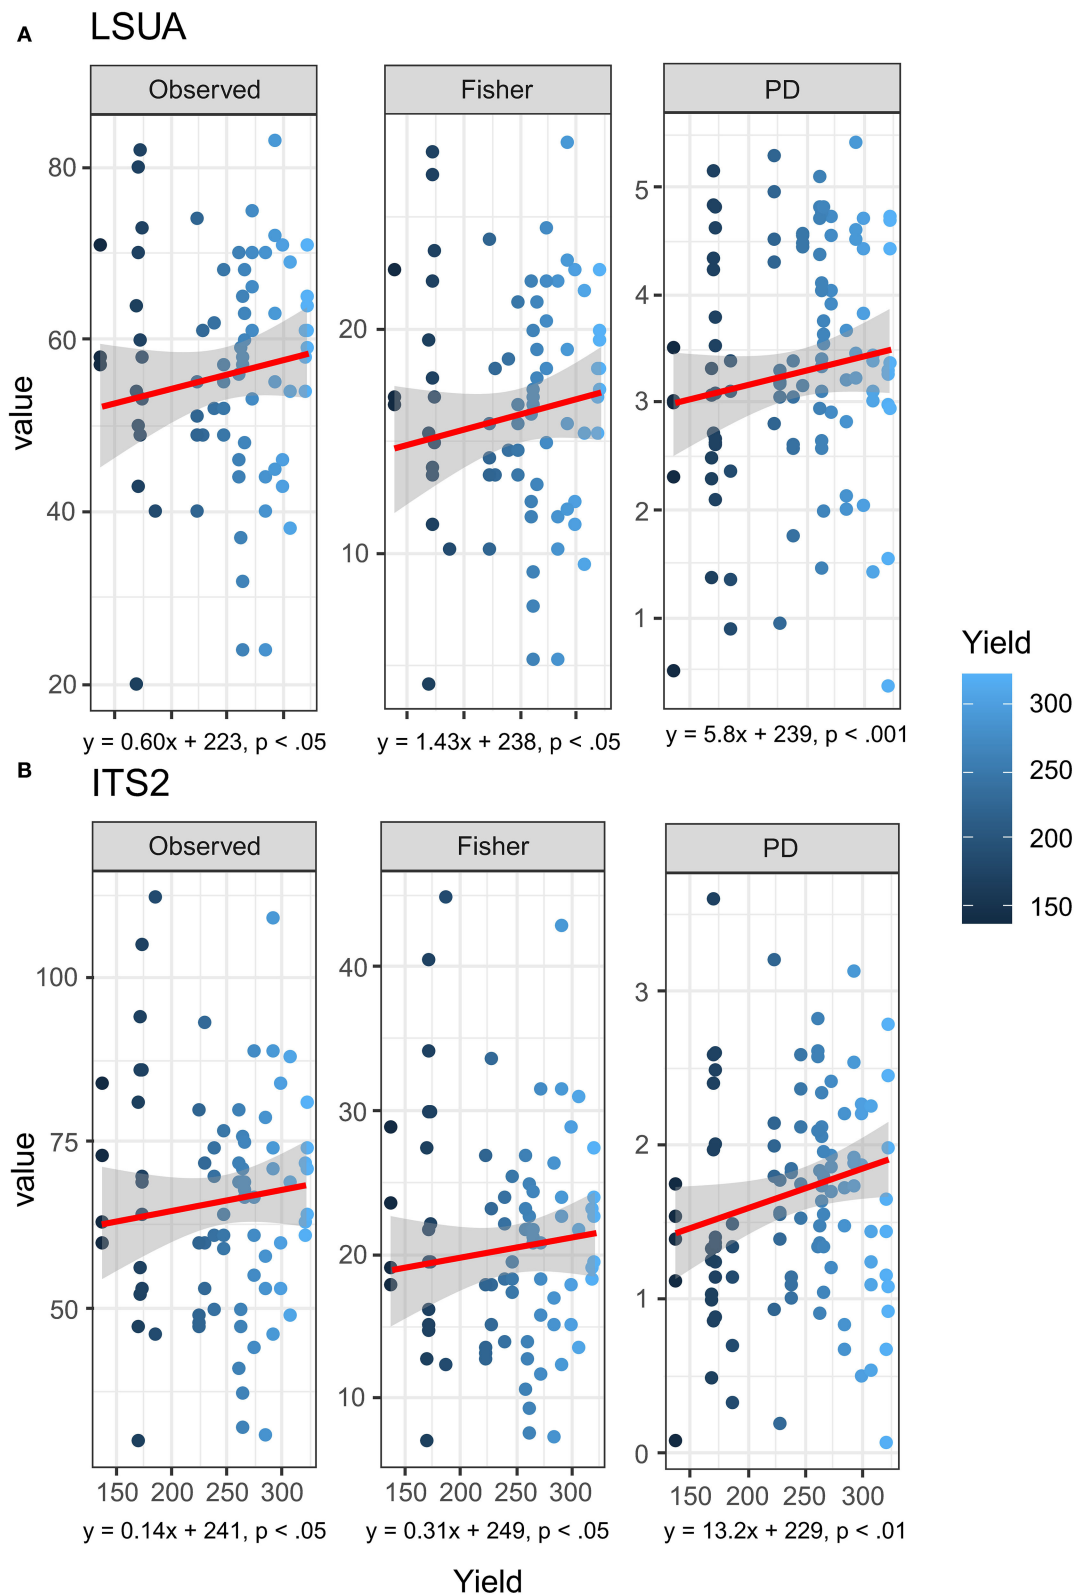 A
LSUA
Observed
Fisher
PD
value
80
60
40
20
20
10
5
4
3
2
1
y = 0.60x + 223, p < .05
y = 1.43x + 238, p < .05
y = 5.8x + 239, p < .001
Yield
300
250
200
150
B
ITS2
Observed
Fisher
PD
value
100
75
50
40
30
20
10
3
2
1
0
150 200 250 300
150 200 250 300
150 200 250 300
y = 0.14x + 241, p < .05
y = 0.31x + 249, p < .05
y = 13.2x + 229, p < .01
Yield